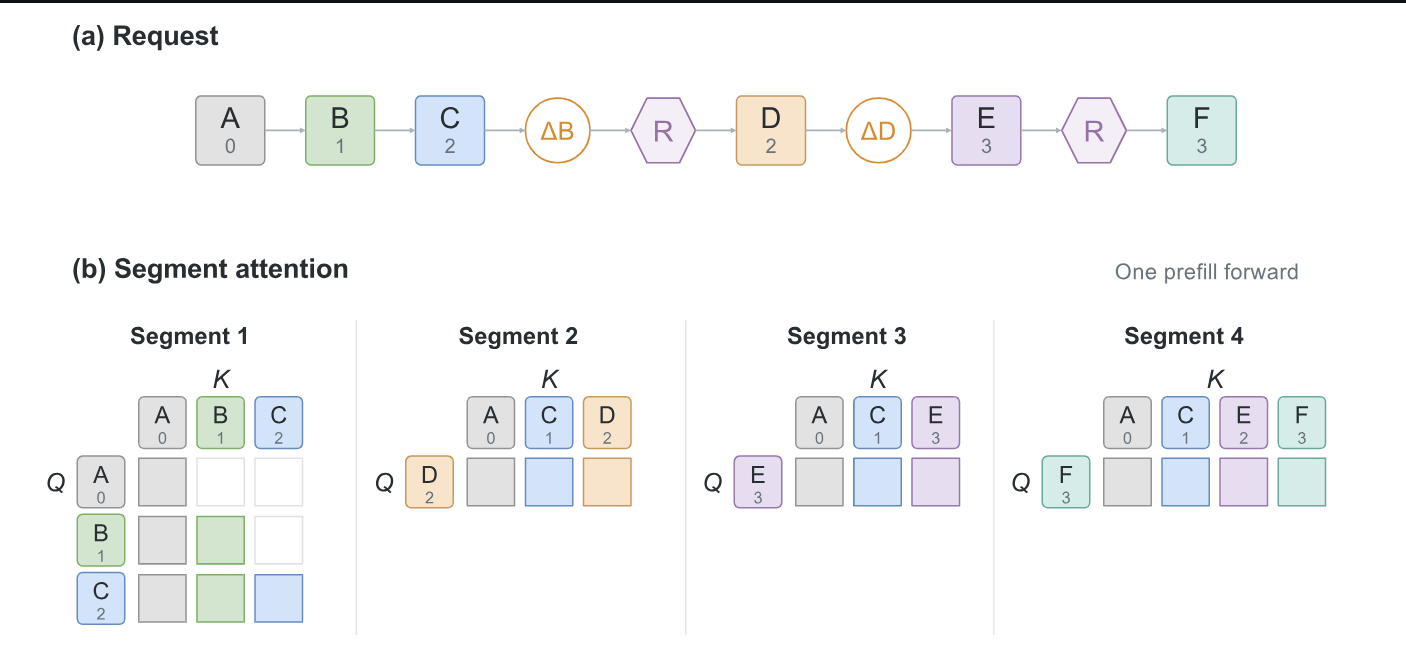 (a) Request
A B C ΔB R D ΔD E R F
0 1 2 2 3 3
(b) Segment attention
One prefill forward
Segment 1 Segment 2 Segment 3 Segment 4
K K K K
A B C A C D A C E A C E F
0 1 2 0 1 2 0 1 3 0 1 2 3
Q A Q D Q E Q F
0 2 3 3
B
1
C
2